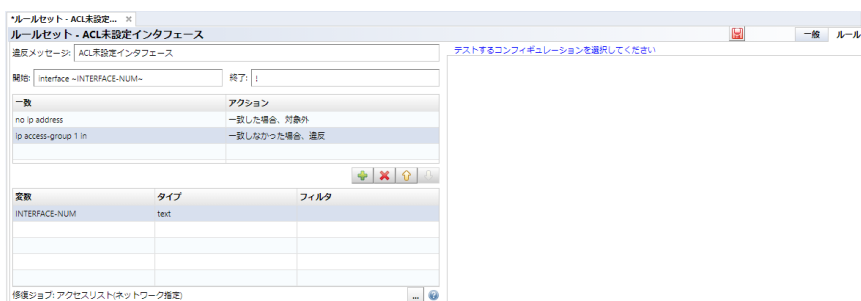 *ルールセット - ACL未設定...
ルールセット - ACL未設定インタフェース
一般 ルール
違反メッセージ: ACL未設定インタフェース
テストするコンフィギュレーションを選択してください
開始: interface ~INTERFACE-NUM~ 終了: !
一致 アクション
no ip address 一致した場合、対象外
ip access-group 1 in 一致しなかった場合、違反
変数 タイプ フィルタ
INTERFACE-NUM text
修復ジョブ: アクセスリスト(ネットワーク指定) ...